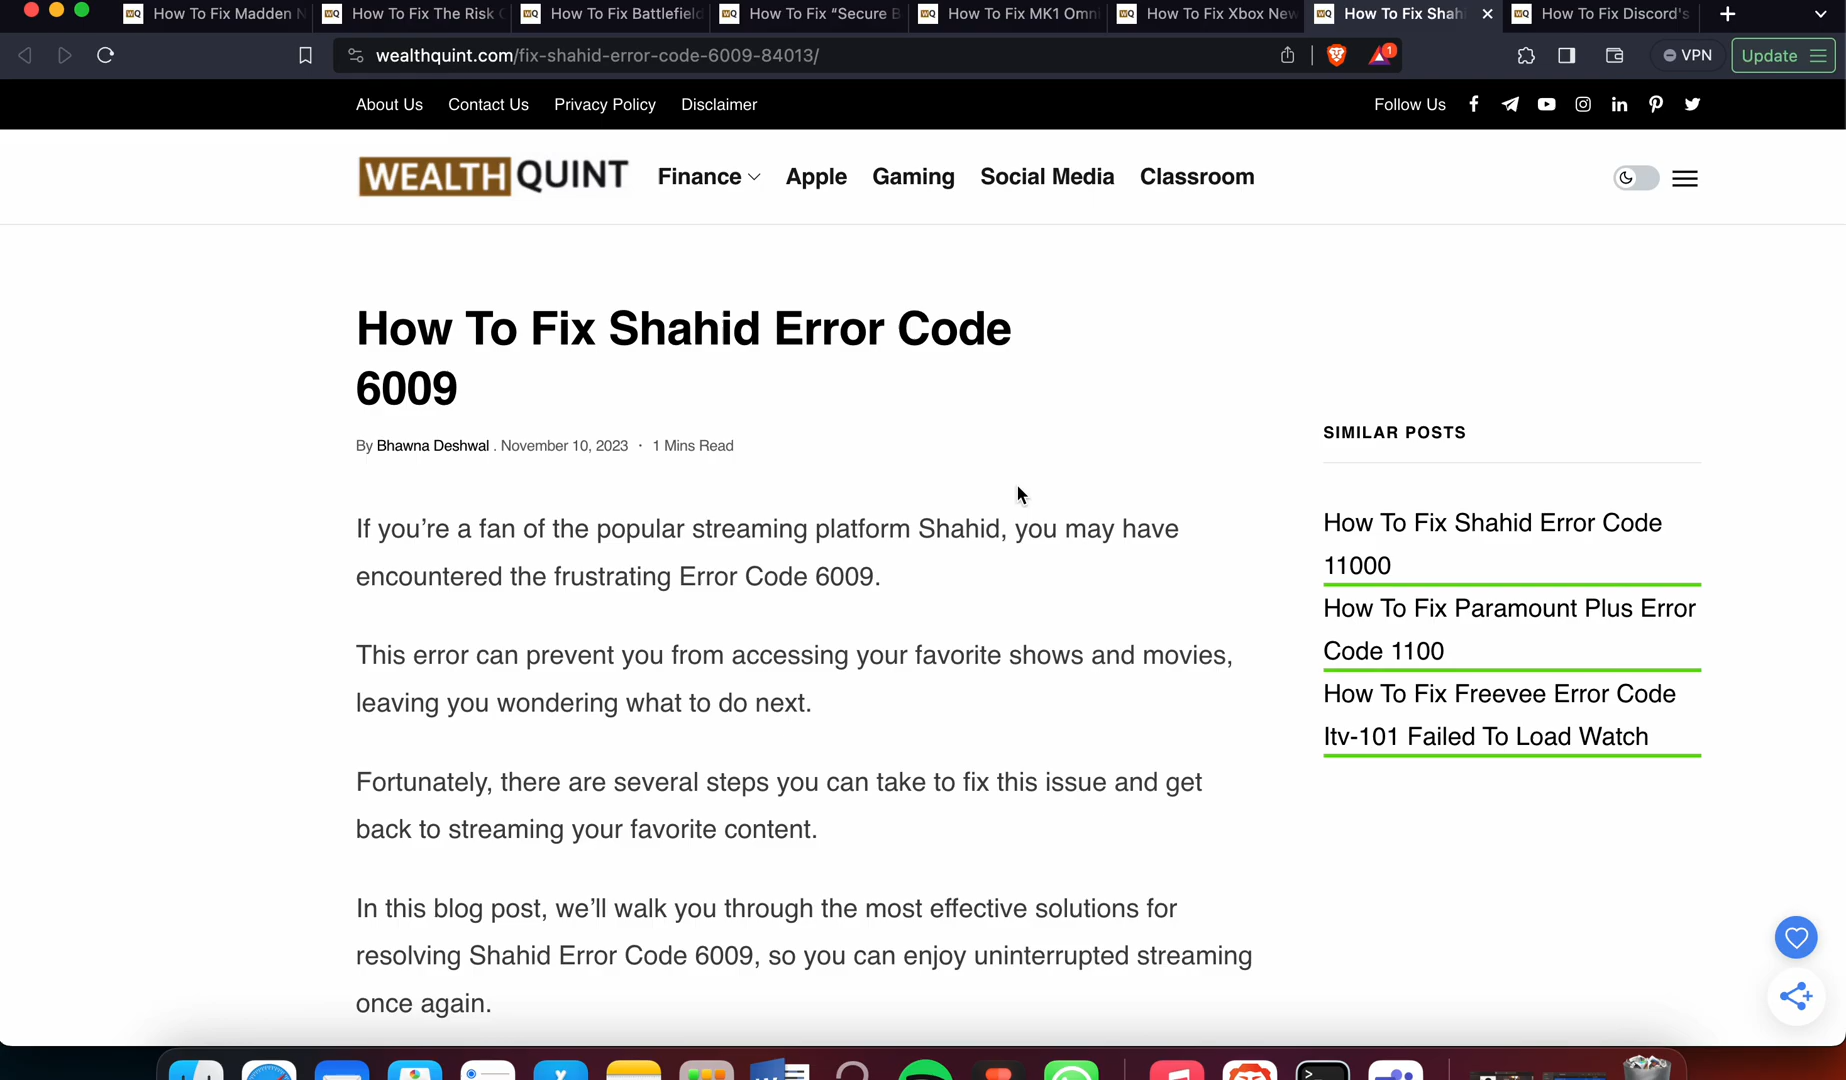 How To Fix Madden N
How To Fix The Risk C
How To Fix Battlefield
How To Fix “Secure B
How To Fix MK1 Omni
How To Fix Xbox New
How To Fix Shah
How To Fix Discord's
wealthquint.com/fix-shahid-error-code-6009-84013/
1
VPN
Update
About Us
Contact Us
Privacy Policy
Disclaimer
Follow Us
WEALTH QUINT
Finance
Apple
Gaming
Social Media
Classroom
How To Fix Shahid Error Code
6009
By Bhawna Deshwal . November 10, 2023 · 1 Mins Read
If you’re a fan of the popular streaming platform Shahid, you may have
encountered the frustrating Error Code 6009.
This error can prevent you from accessing your favorite shows and movies,
leaving you wondering what to do next.
Fortunately, there are several steps you can take to fix this issue and get
back to streaming your favorite content.
In this blog post, we’ll walk you through the most effective solutions for
resolving Shahid Error Code 6009, so you can enjoy uninterrupted streaming
once again.
SIMILAR POSTS
How To Fix Shahid Error Code
11000
How To Fix Paramount Plus Error
Code 1100
How To Fix Freevee Error Code
Itv-101 Failed To Load Watch